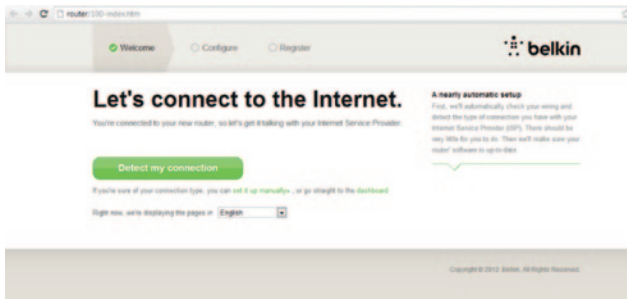 router/100-index.htm
Welcome
Configure
Register
belkin
Let's connect to the Internet.
You're connected to your new router, so let's get it talking with your Internet Service Provider.
Detect my connection
If you're sure of your connection type, you can set it up manually» , or go straight to the dashboard
Right now, we're displaying the pages in English
A nearly automatic setup
First, we'll automatically check your wiring and
detect the type of connection you have with your
Internet Service Provider (ISP). There should be
very little for you to do. Then we'll make sure your
router' software is up-to-date
Copyright © 2012 Belkin. All Rights Reserved.